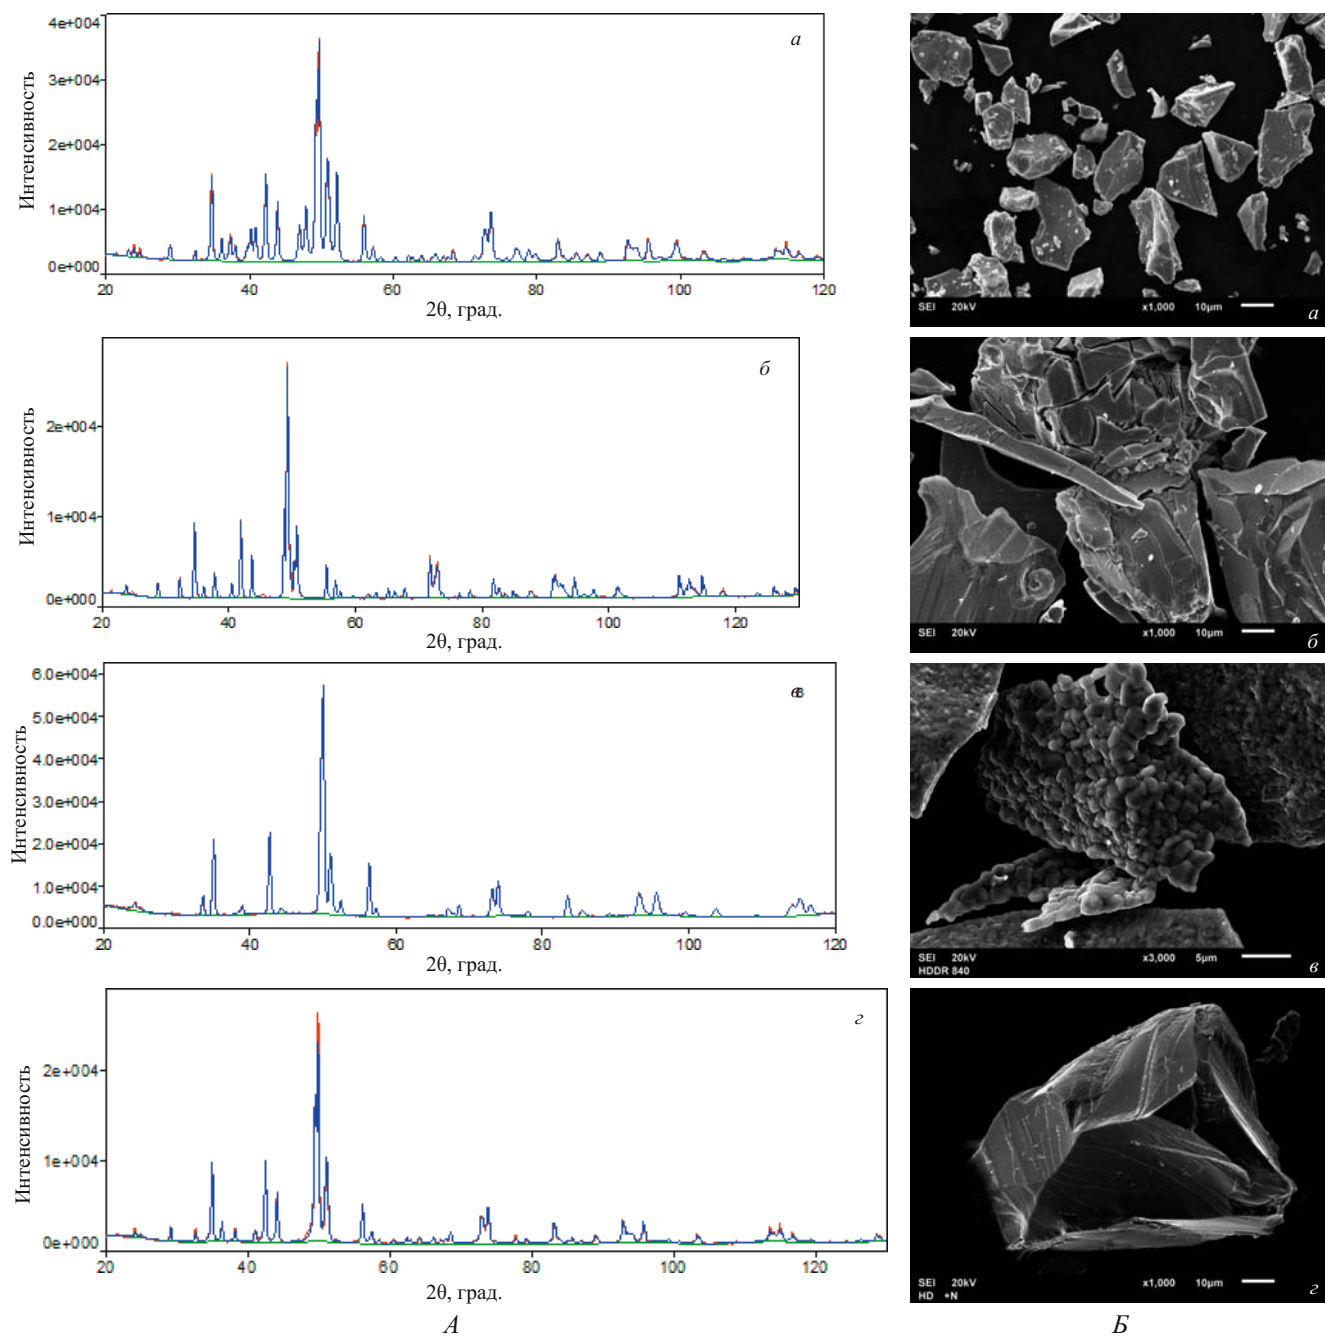 4e+004
3e+004
2e+004
1e+004
0e+000
Интенсивность
а
20 40 60 80 100 120
2θ, град.
SEI 20kV x1,000 10µm а
2e+004
1e+004
0e+000
Интенсивность
б
20 40 60 80 100 120
2θ, град.
SEI 20kV x1,000 10µm б
6.0e+004
5.0e+004
4.0e+004
3.0e+004
2.0e+004
1.0e+004
0.0e+000
Интенсивность
в
20 40 60 80 100 120
2θ, град.
SEI 20kV x3,000 5µm в
HDDR 840
2e+004
1e+004
0e+000
Интенсивность
г
20 40 60 80 100 120
2θ, град.
SEI 20kV x1,000 10µm г
HD +N
А Б